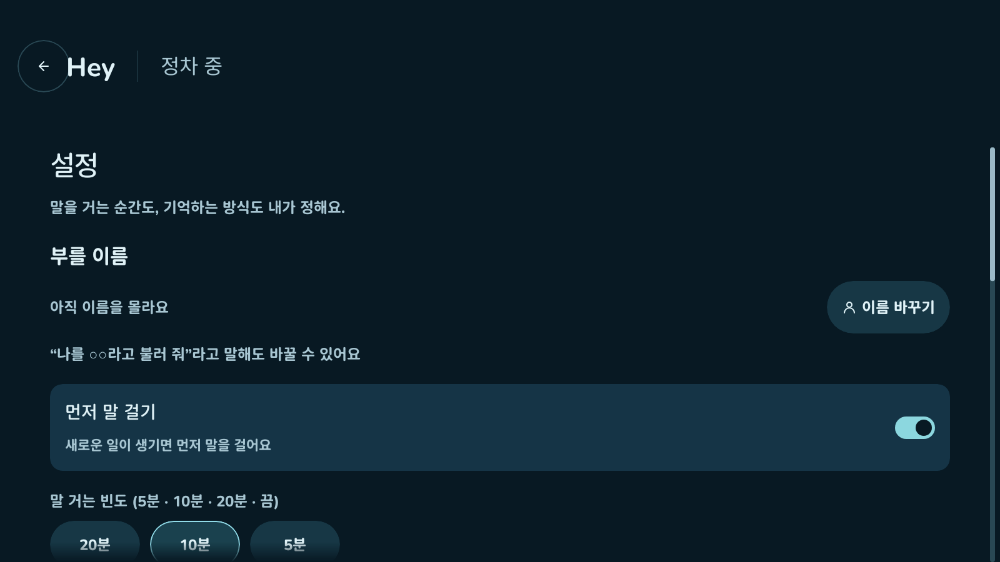 Hey
정차 중
설정
말을 거는 순간도, 기억하는 방식도 내가 정해요.
부를 이름
아직 이름을 몰라요
이름 바꾸기
“나를 ○○라고 불러 줘”라고 말해도 바꿀 수 있어요
먼저 말 걸기
새로운 일이 생기면 먼저 말을 걸어요
말 거는 빈도 (5분 · 10분 · 20분 · 끔)
20분
10분
5분